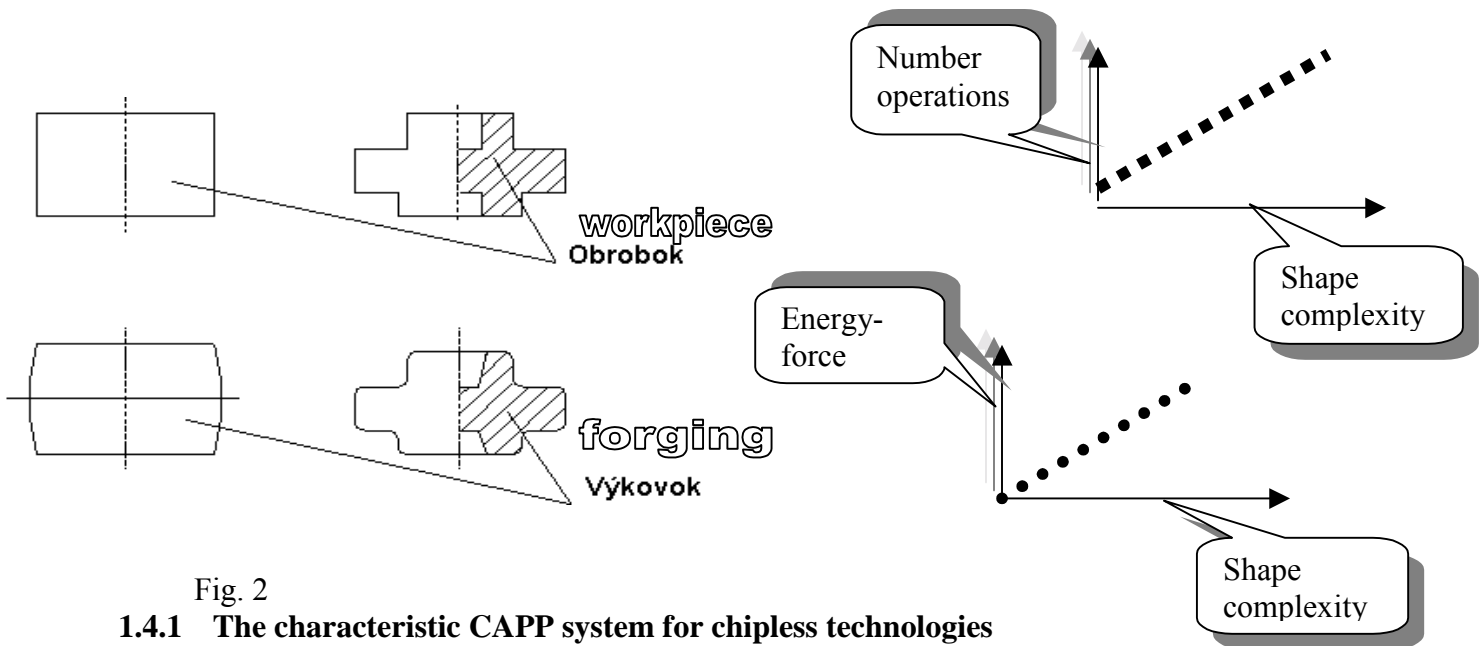 Number
operations
workpiece
Obrobok
Shape
complexity
Energy-
force
forging
Výkovok
Shape
complexity
Fig. 2
1.4.1 The characteristic CAPP system for chipless technologies